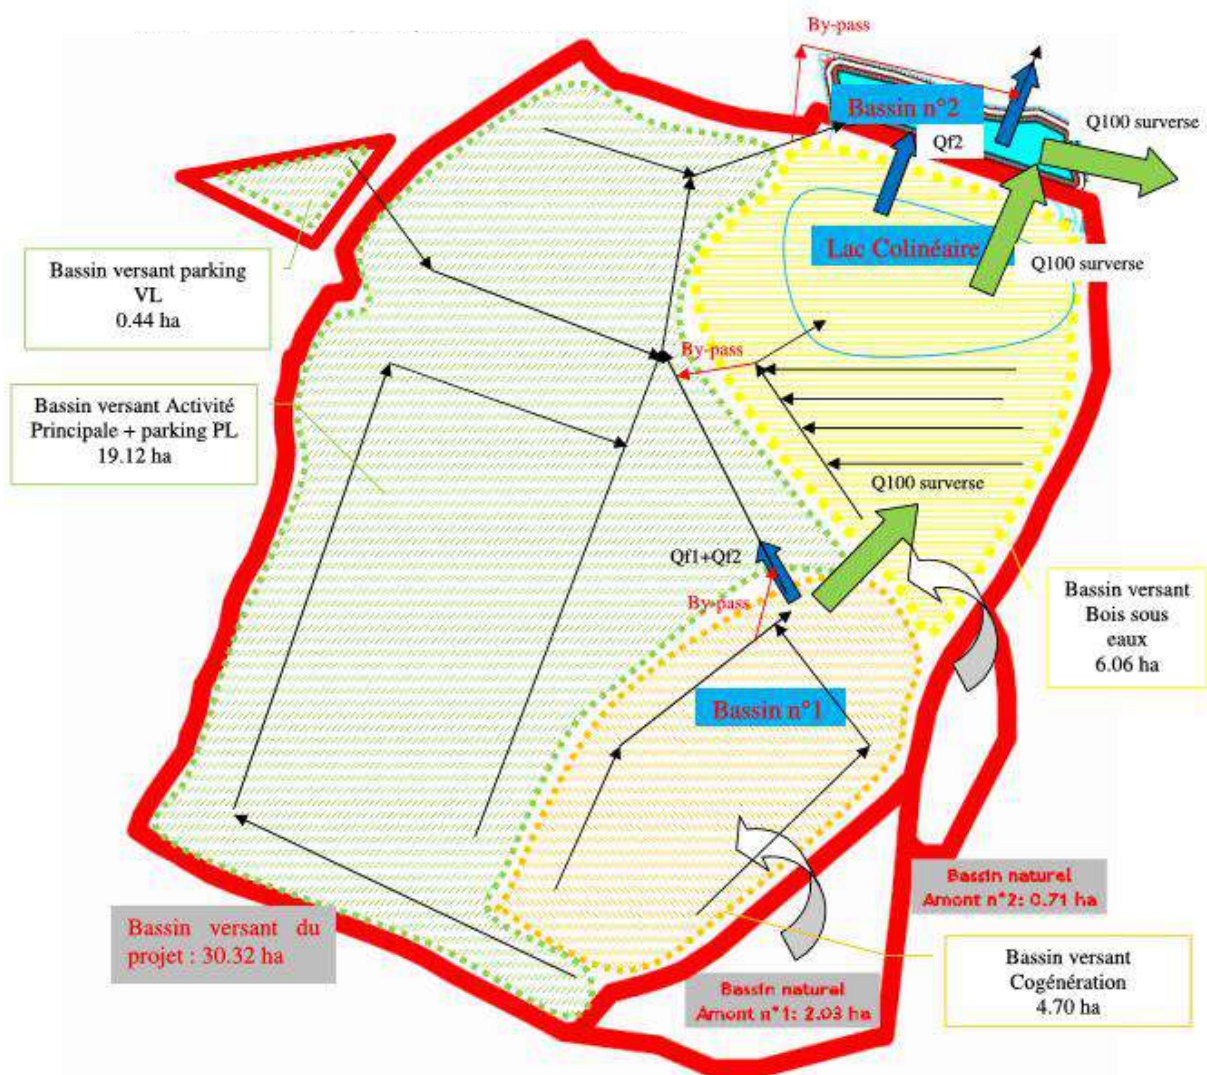 By-pass
Bassin n°2
Q100 surverse
Qf2
Lac Colinéaire
Q100 surverse
Bassin versant parking
VL
0.44 ha
By-pass
Bassin versant Activité
Principale + parking PL
19.12 ha
Q100 surverse
Qf1+Qf2
By-pass
Bassin versant
Bois sous
eaux
6.06 ha
Bassin n°1
Bassin naturel
Amont n°2: 0.71 ha
Bassin versant du
projet : 30.32 ha
Bassin versant
Cogénération
4.70 ha
Bassin naturel
Amont n°1: 2.03 ha